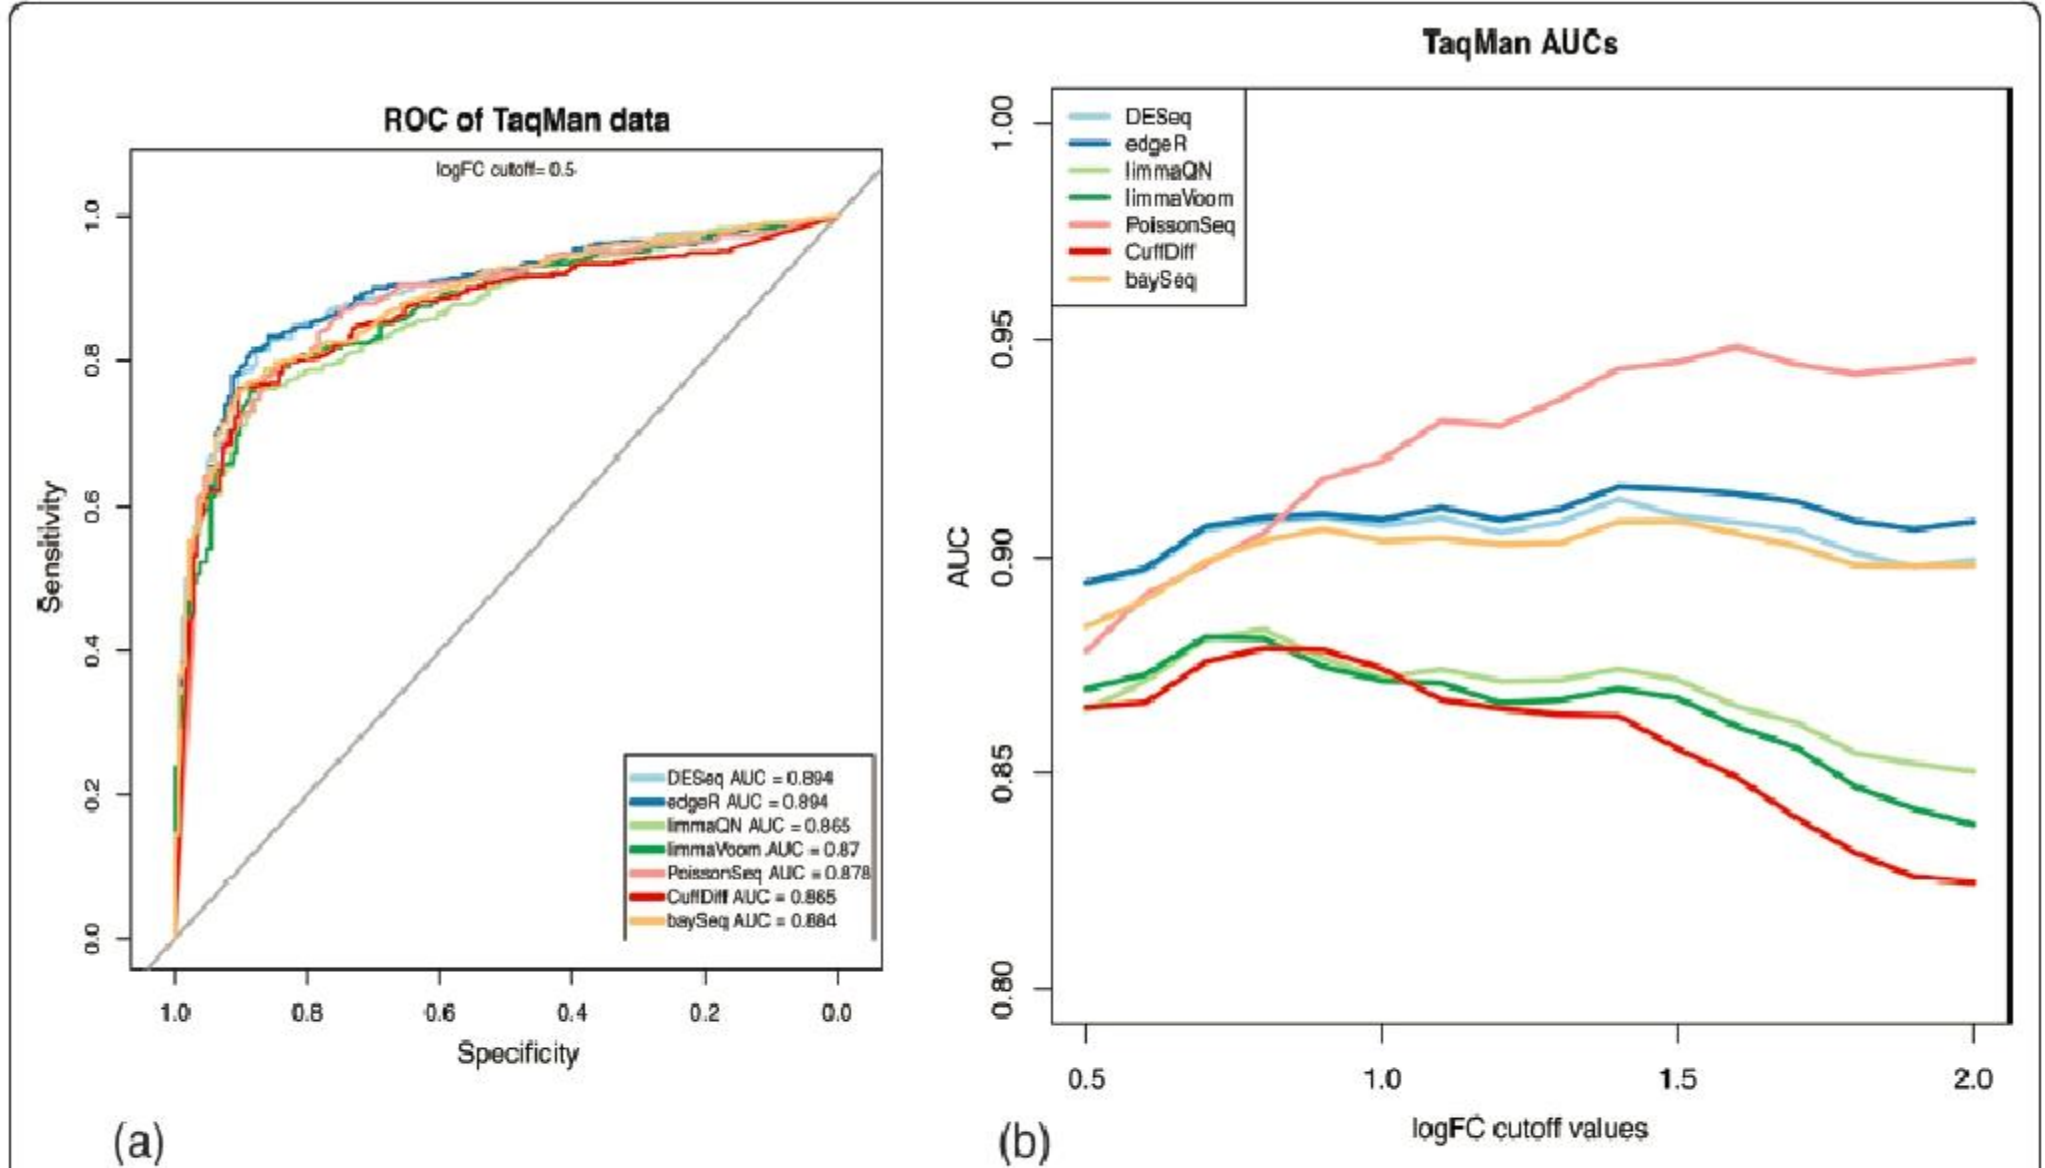 ROC of TaqMan data
logFC cutoff= 0.5
1.0
0.8
0.6
0.4
0.2
0.0
Sensitivity
DESeq AUC = 0.894
edgeR AUC = 0.894
limmaQN AUC = 0.865
limmaVoom AUC = 0.87
PoissonSeq AUC = 0.878
CuffDiff AUC = 0.865
baySeq AUC = 0.884
1.0 0.8 0.6 0.4 0.2 0.0
Specificity
(a)
TaqMan AUCs
DESeq
edgeR
limmaQN
limmaVoom
PoissonSeq
CuffDiff
baySeq
1.00
0.95
0.90
0.85
0.80
AUC
0.5 1.0 1.5 2.0
logFC cutoff values
(b)